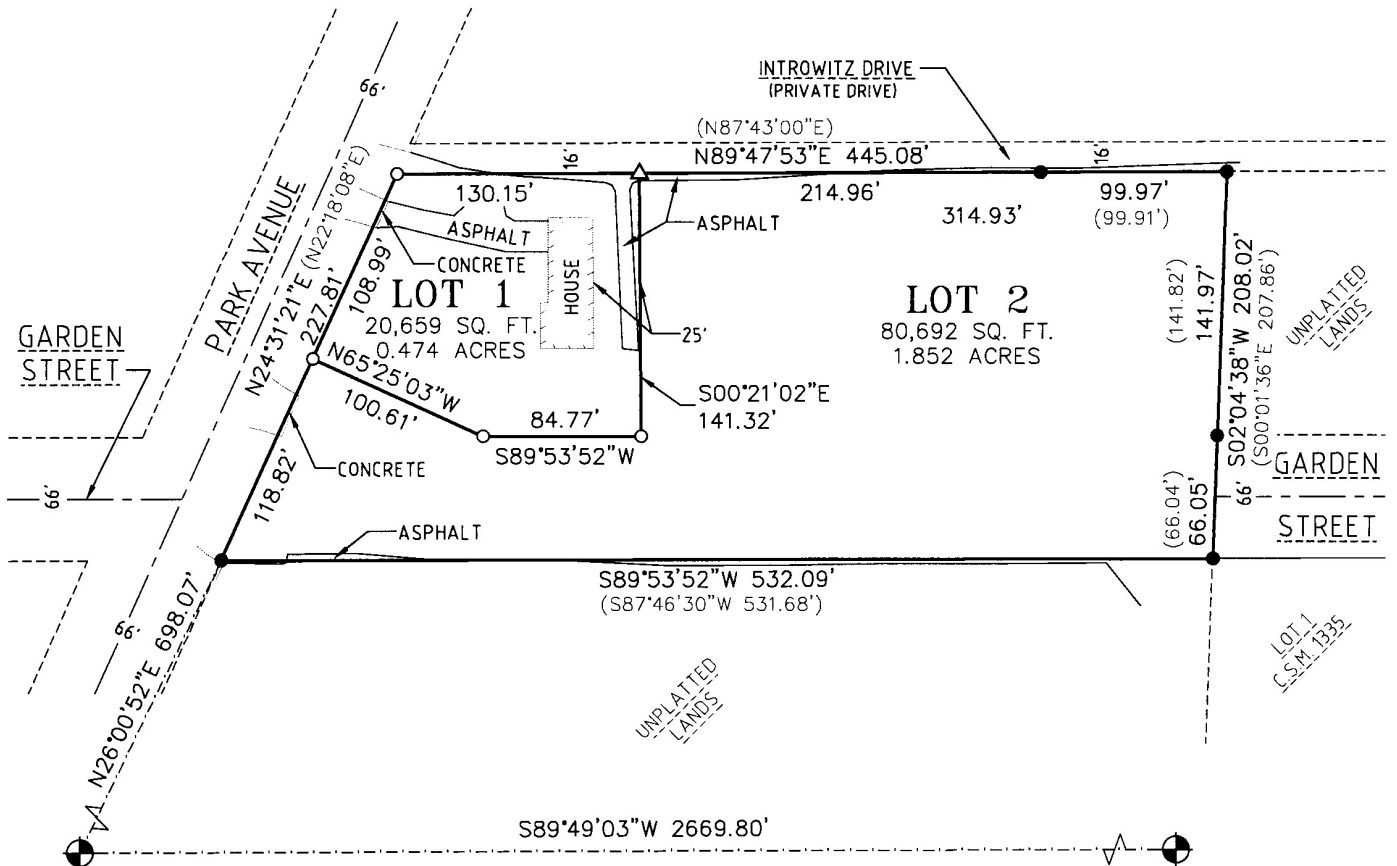 66'
INTROWITZ DRIVE
(PRIVATE DRIVE)
(N87°43'00"E)
N89°47'53"E 445.08'
16'
16'
130.15'
214.96'
99.97'
314.93'
(99.91')
ASPHALT
ASPHALT
CONCRETE
HOUSE
PARK AVENUE
N24°31'21"E (N22°18'08"E)
227.81'
108.99'
LOT 1
20,659 SQ. FT.
0.474 ACRES
25'
LOT 2
80,692 SQ. FT.
1.852 ACRES
(141.82')
141.97'
S02°04'38"W 208.02'
(S00°01'36"E 207.86')
UNPLATTED
LANDS
GARDEN
STREET
N65°25'03"W
100.61'
84.77'
S89°53'52"W
S00°21'02"E
141.32'
CONCRETE
118.82'
66'
(66.04')
66.05'
66'
GARDEN
STREET
ASPHALT
S89°53'52"W 532.09'
(S87°46'30"W 531.68')
66'
N26°00'52"E 698.07'
UNPLATTED
LANDS
LOT 1
C.S.M. 1335
S89°49'03"W 2669.80'